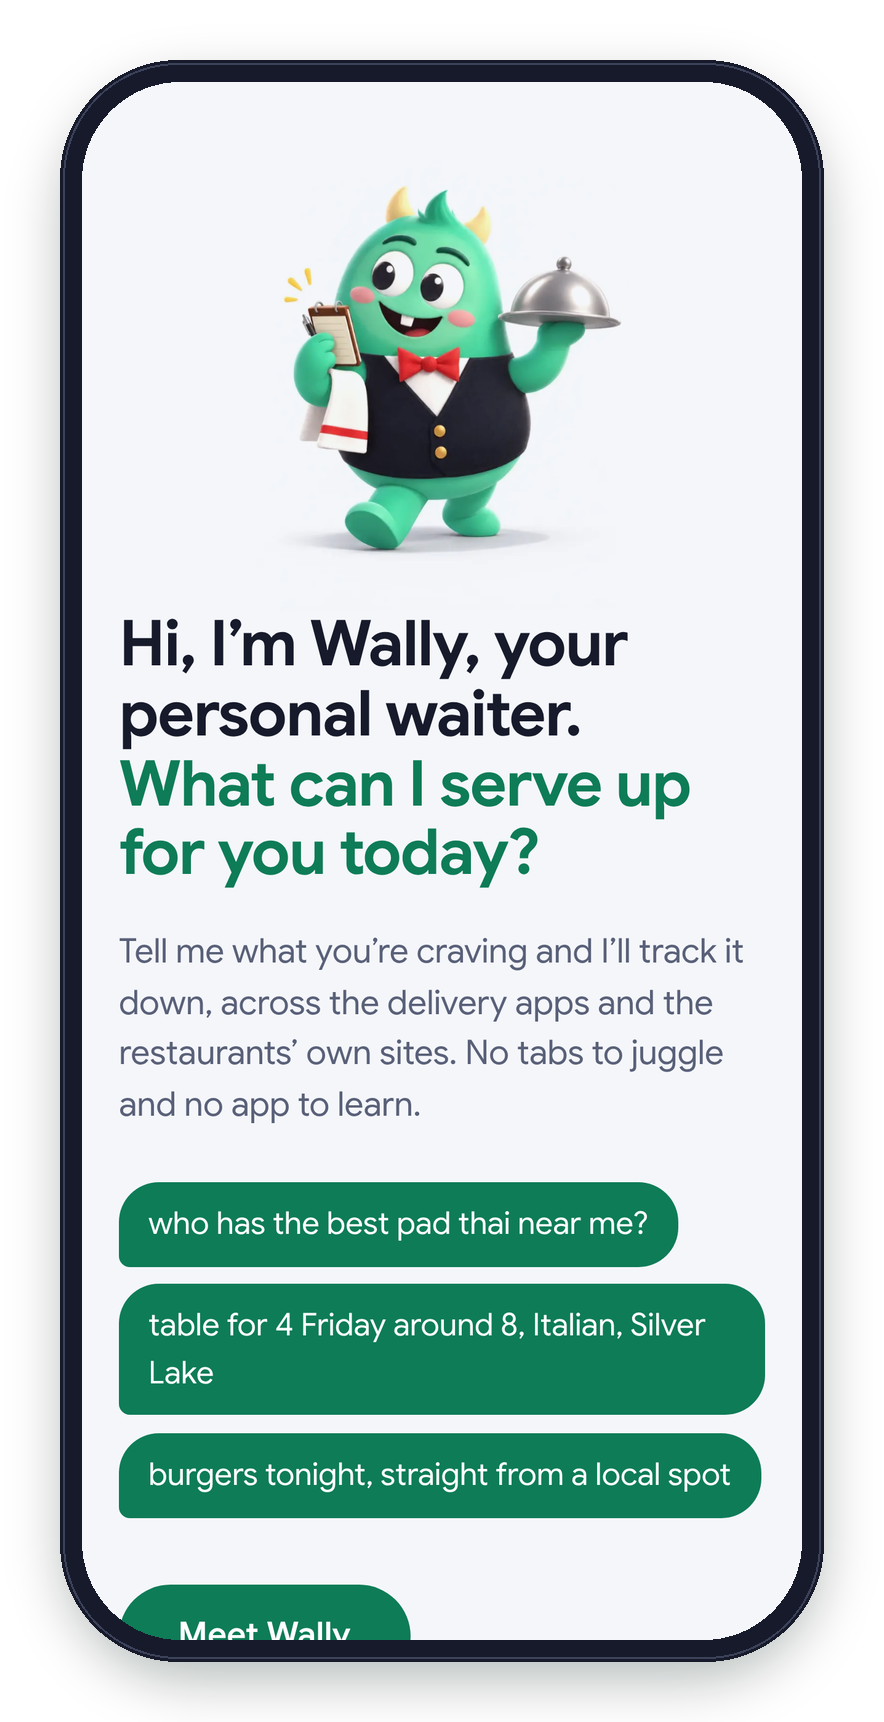 Hi, I’m Wally, your
personal waiter.
What can I serve up
for you today?
Tell me what you’re craving and I’ll track it
down, across the delivery apps and the
restaurants’ own sites. No tabs to juggle
and no app to learn.
who has the best pad thai near me?
table for 4 Friday around 8, Italian, Silver
Lake
burgers tonight, straight from a local spot
Meet Wally